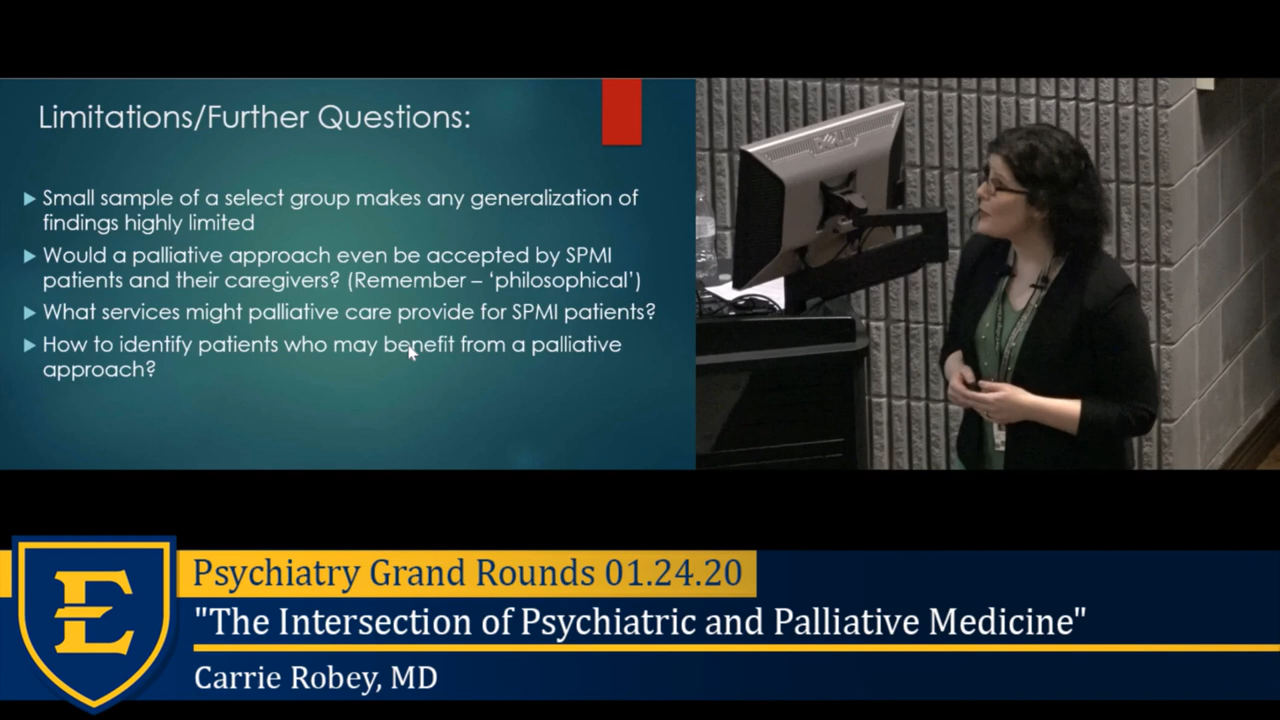 Limitations/Further Questions:
Small sample of a select group makes any generalization of
findings highly limited
Would a palliative approach even be accepted by SPMI
patients and their caregivers? (Remember – ‘philosophical’)
What services might palliative care provide for SPMI patients?
How to identify patients who may benefit from a palliative
approach?
DELL
E
Psychiatry Grand Rounds 01.24.20
"The Intersection of Psychiatric and Palliative Medicine"
Carrie Robey, MD